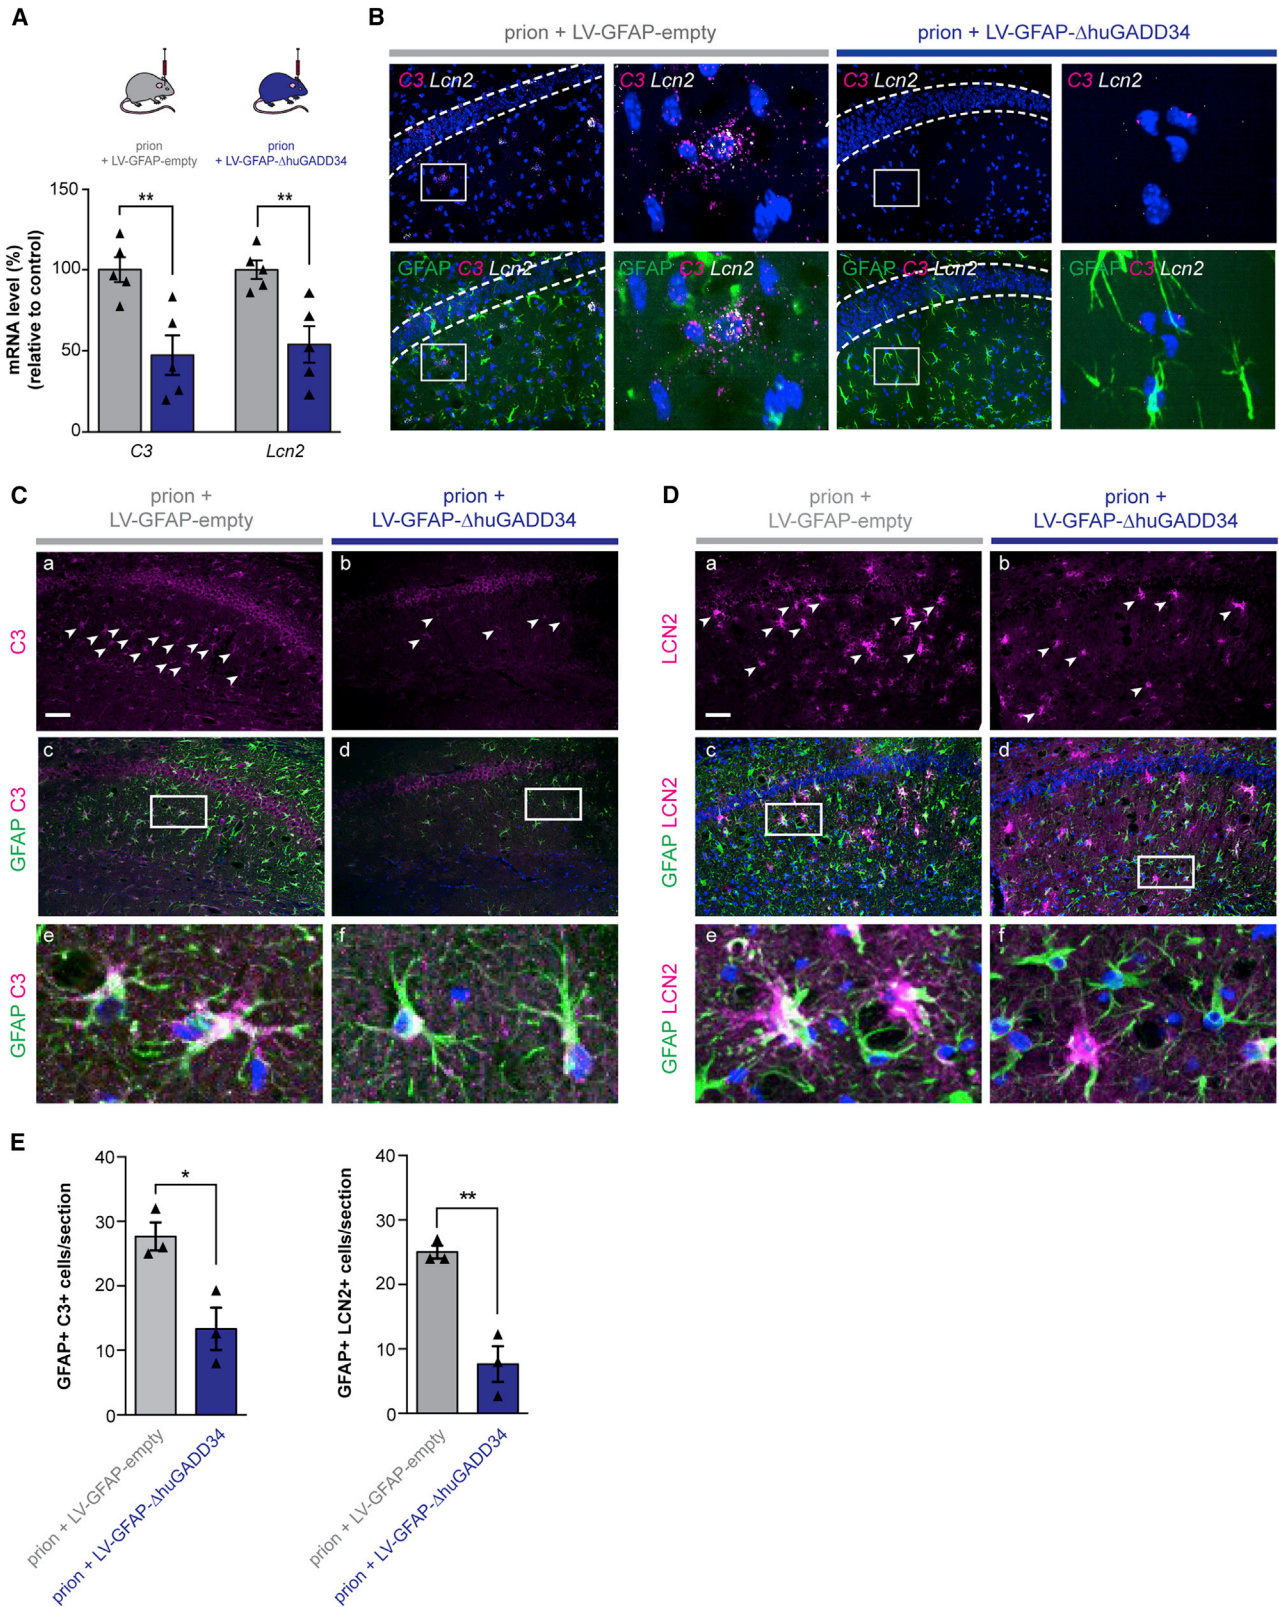 A
prion
+ LV-GFAP-empty
prion
+ LV-GFAP-ΔhuGADD34
mRNA level (%)
(relative to control)
150
100
50
0
**
**
C3
Lcn2
B
prion + LV-GFAP-empty
prion + LV-GFAP-ΔhuGADD34
C3 Lcn2
C3 Lcn2
C3 Lcn2
C3 Lcn2
GFAP C3 Lcn2
GFAP C3 Lcn2
GFAP C3 Lcn2
GFAP C3 Lcn2
C
prion +
LV-GFAP-empty
prion +
LV-GFAP-ΔhuGADD34
C3
a
b
GFAP C3
c
d
GFAP C3
e
f
D
prion +
LV-GFAP-empty
prion +
LV-GFAP-ΔhuGADD34
LCN2
a
b
GFAP LCN2
c
d
GFAP LCN2
e
f
E
GFAP+ C3+ cells/section
40
30
20
10
0
*
prion + LV-GFAP-empty
prion + LV-GFAP-ΔhuGADD34
GFAP+ LCN2+ cells/section
40
30
20
10
0
**
prion + LV-GFAP-empty
prion + LV-GFAP-ΔhuGADD34